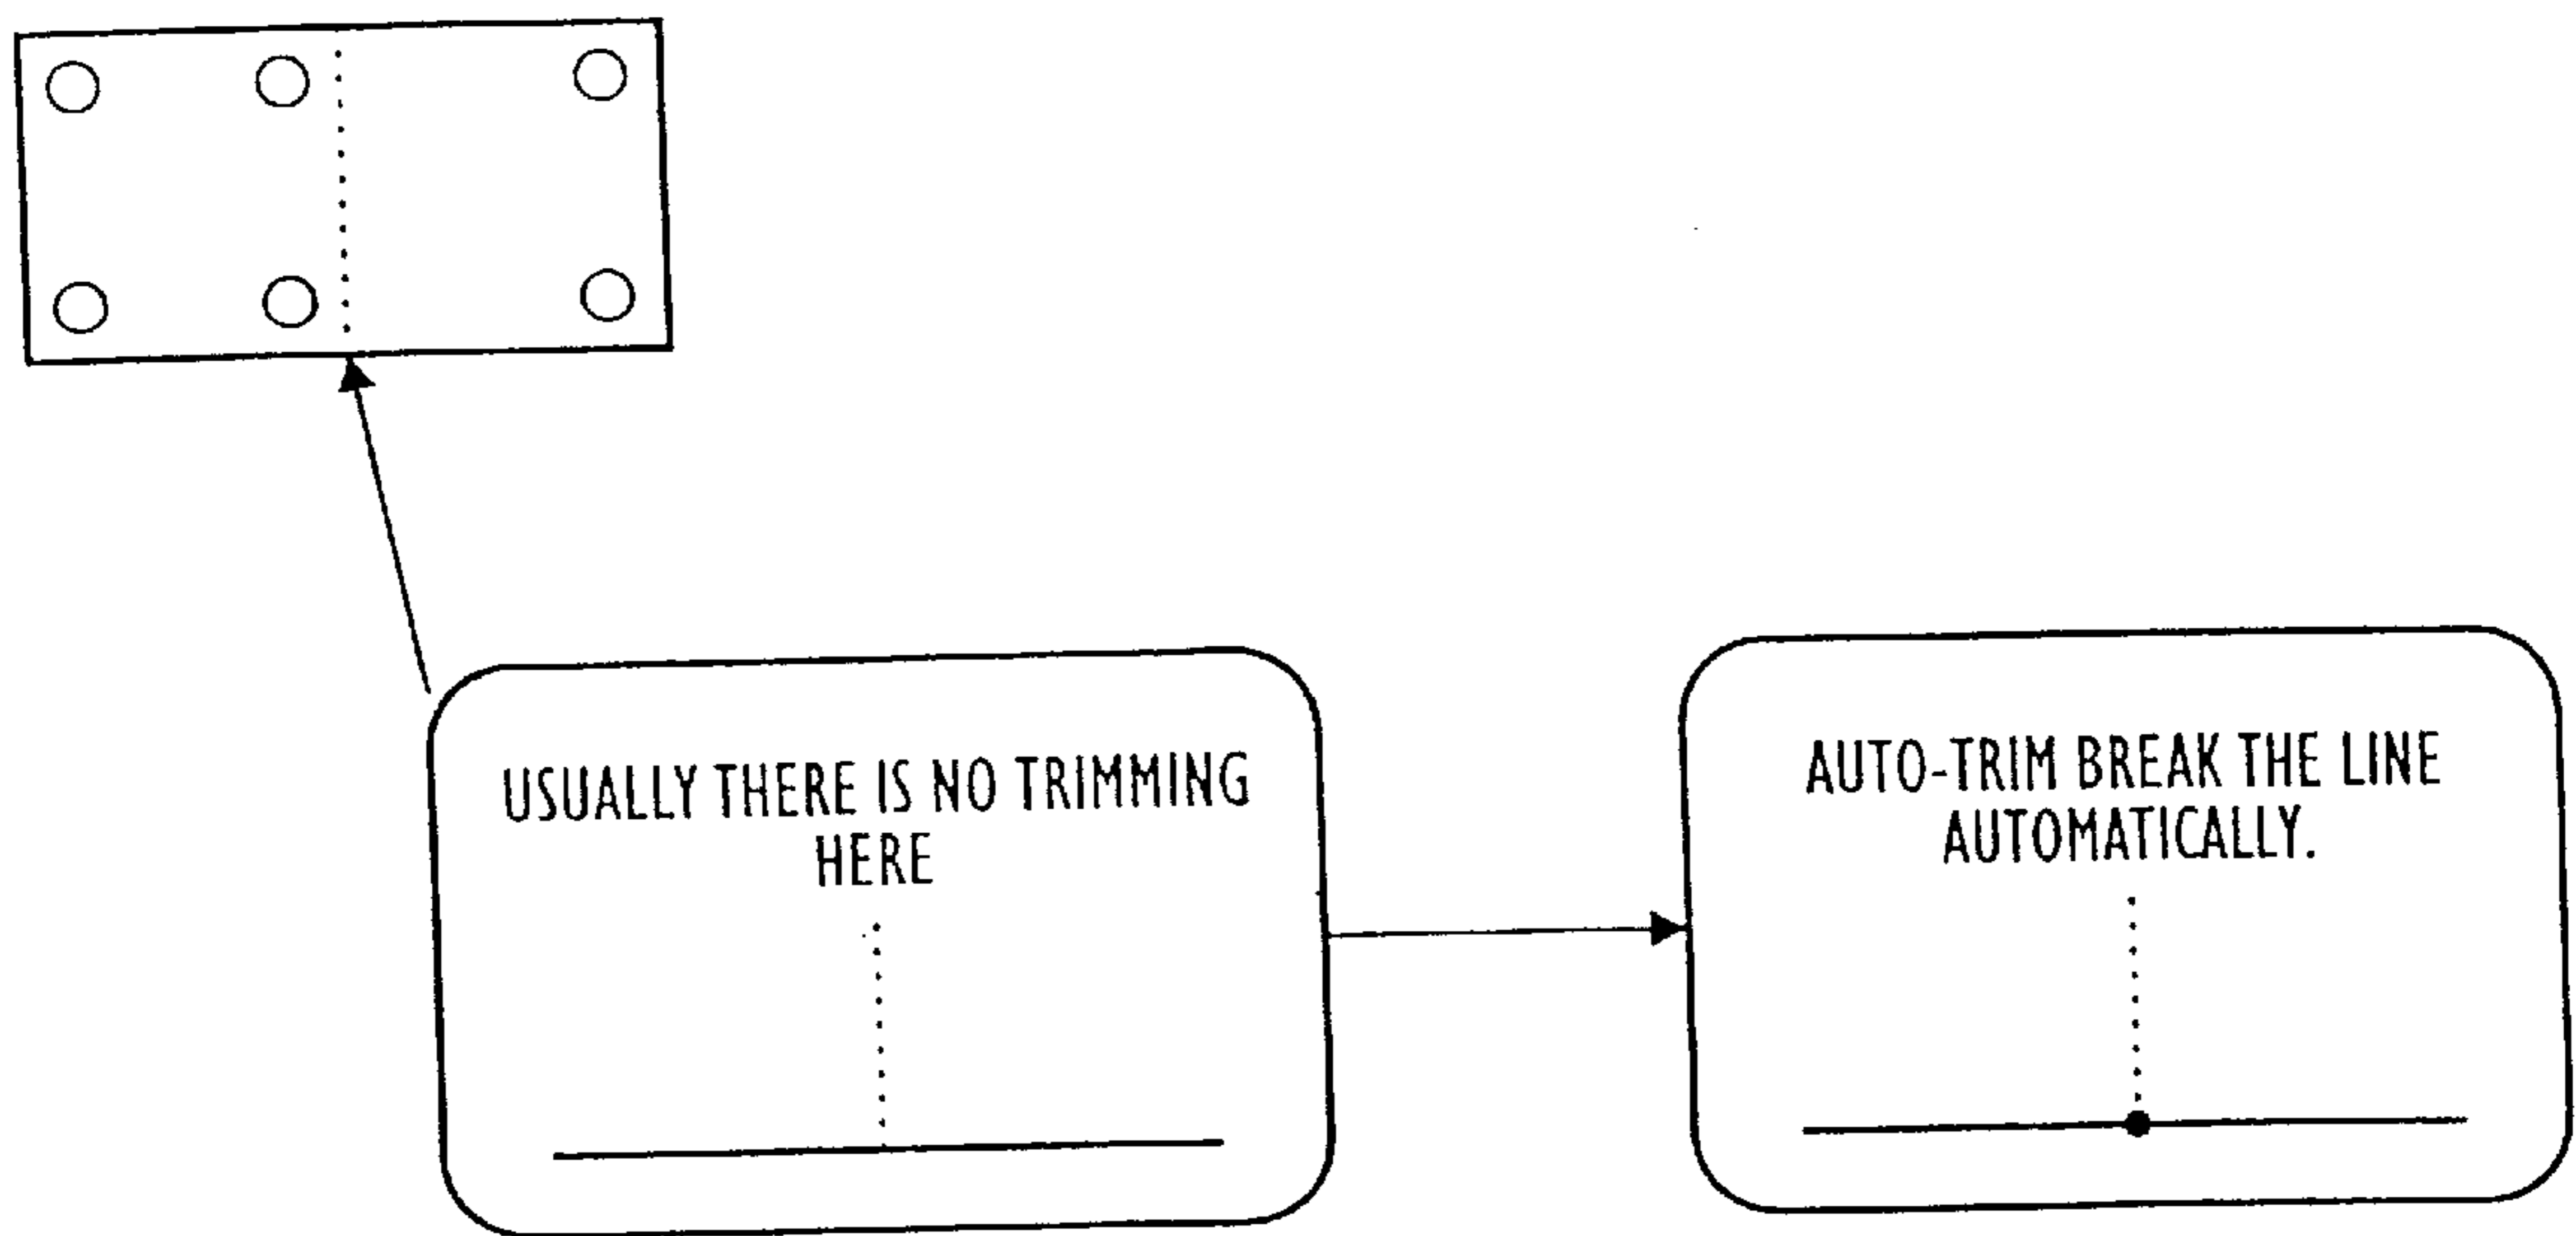 USUALLY THERE IS NO TRIMMING
HERE
AUTO-TRIM BREAK THE LINE
AUTOMATICALLY.